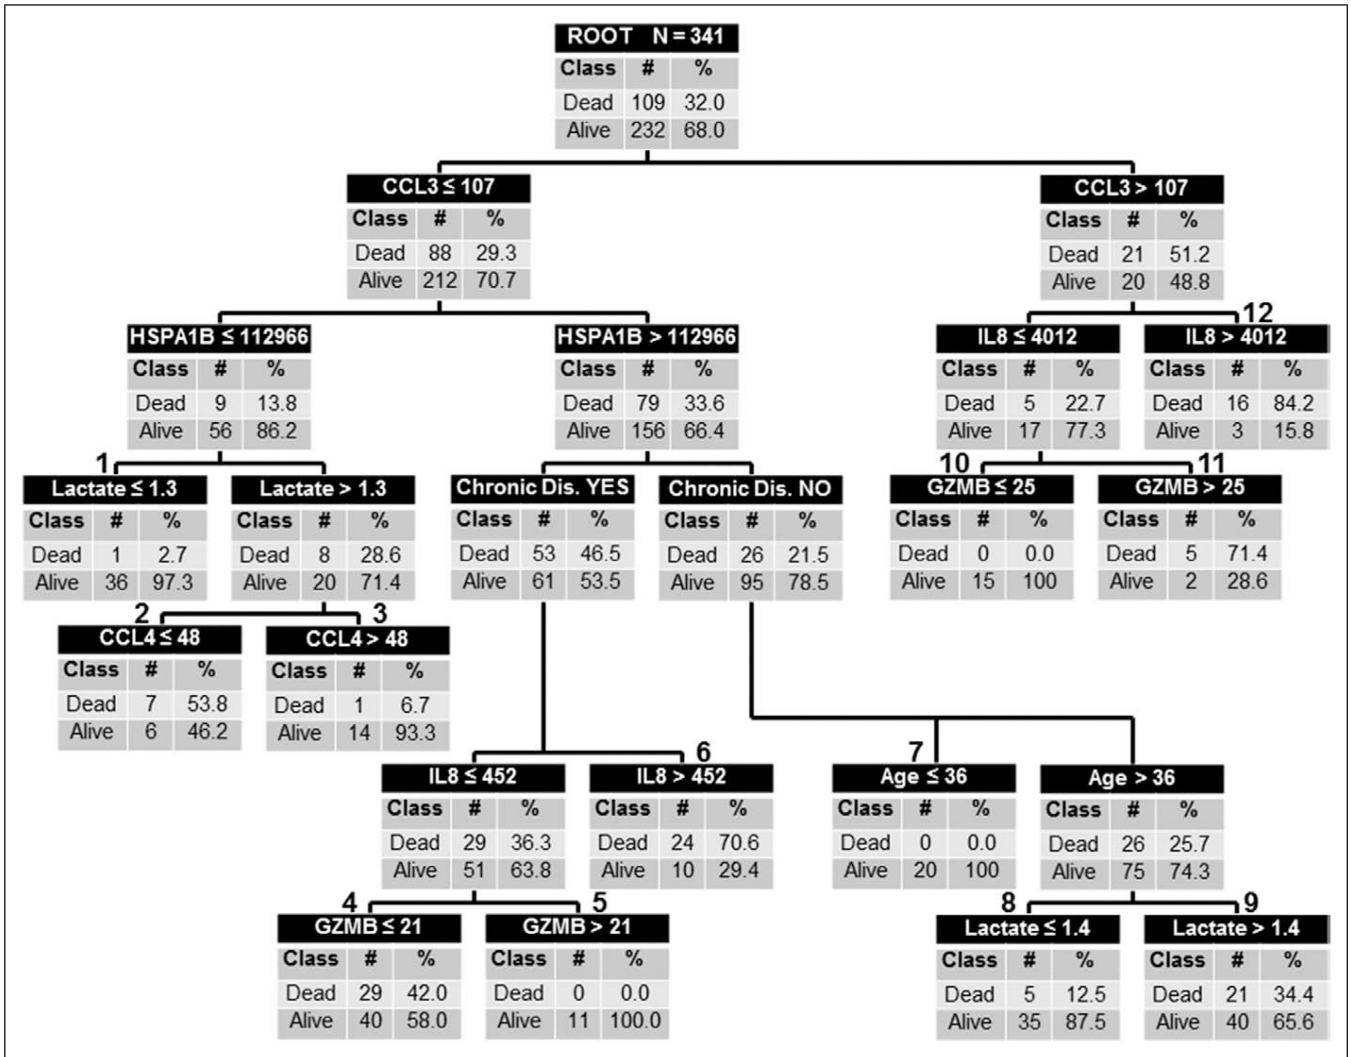 ROOT N = 341
Class # %
Dead 109 32.0
Alive 232 68.0
CCL3 ≤ 107
Class # %
Dead 88 29.3
Alive 212 70.7
CCL3 > 107
Class # %
Dead 21 51.2
Alive 20 48.8
HSPA1B ≤ 112966
Class # %
Dead 9 13.8
Alive 56 86.2
HSPA1B > 112966
Class # %
Dead 79 33.6
Alive 156 66.4
IL8 ≤ 4012
Class # %
Dead 5 22.7
Alive 17 77.3
12
IL8 > 4012
Class # %
Dead 16 84.2
Alive 3 15.8
1
Lactate ≤ 1.3
Class # %
Dead 1 2.7
Alive 36 97.3
Lactate > 1.3
Class # %
Dead 8 28.6
Alive 20 71.4
Chronic Dis. YES
Class # %
Dead 53 46.5
Alive 61 53.5
Chronic Dis. NO
Class # %
Dead 26 21.5
Alive 95 78.5
10
GZMB ≤ 25
Class # %
Dead 0 0.0
Alive 15 100
11
GZMB > 25
Class # %
Dead 5 71.4
Alive 2 28.6
2
CCL4 ≤ 48
Class # %
Dead 7 53.8
Alive 6 46.2
3
CCL4 > 48
Class # %
Dead 1 6.7
Alive 14 93.3
IL8 ≤ 452
Class # %
Dead 29 36.3
Alive 51 63.8
6
IL8 > 452
Class # %
Dead 24 70.6
Alive 10 29.4
7
Age ≤ 36
Class # %
Dead 0 0.0
Alive 20 100
Age > 36
Class # %
Dead 26 25.7
Alive 75 74.3
4
GZMB ≤ 21
Class # %
Dead 29 42.0
Alive 40 58.0
5
GZMB > 21
Class # %
Dead 0 0.0
Alive 11 100.0
8
Lactate ≤ 1.4
Class # %
Dead 5 12.5
Alive 35 87.5
9
Lactate > 1.4
Class # %
Dead 21 34.4
Alive 40 65.6